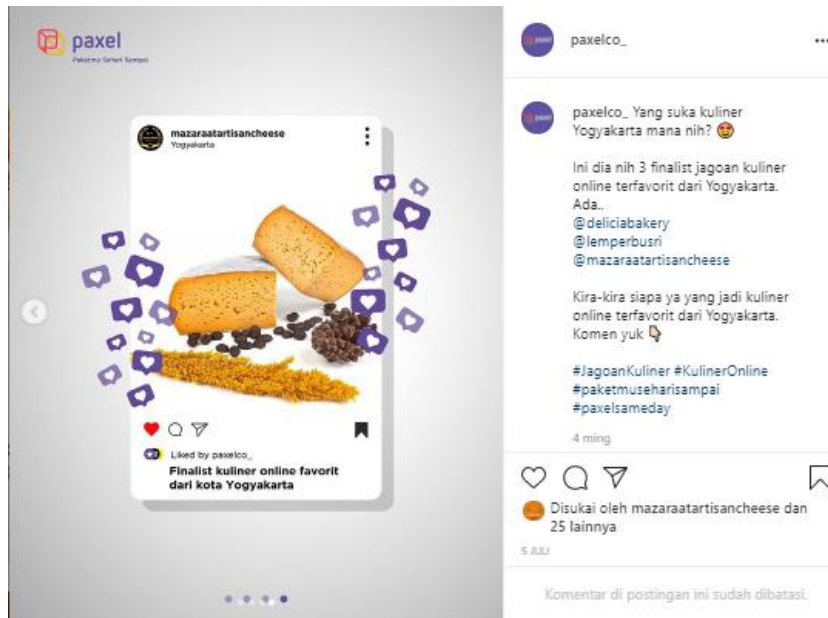 paxel
Paketmu Sehari Sampai
mazaraatartisancheese
Yogyakarta
Liked by paxelco_
Finalist kuliner online favorit
dari kota Yogyakarta
paxelco_
paxelco_ Yang suka kuliner
Yogyakarta mana nih? 😍
Ini dia nih 3 finalist jagoan kuliner
online terfavorit dari Yogyakarta.
Ada..
@deliciabakery
@lemperbusri
@mazaraatartisancheese
Kira-kira siapa ya yang jadi kuliner
online terfavorit dari Yogyakarta.
Komen yuk 👇🏻
#JagoanKuliner #KulinerOnline
#paketmuseharisampai
#paxelsameday
4 ming
Disukai oleh mazaraatartisancheese dan
25 lainnya
5 JULI
Komentar di postingan ini sudah dibatasi.